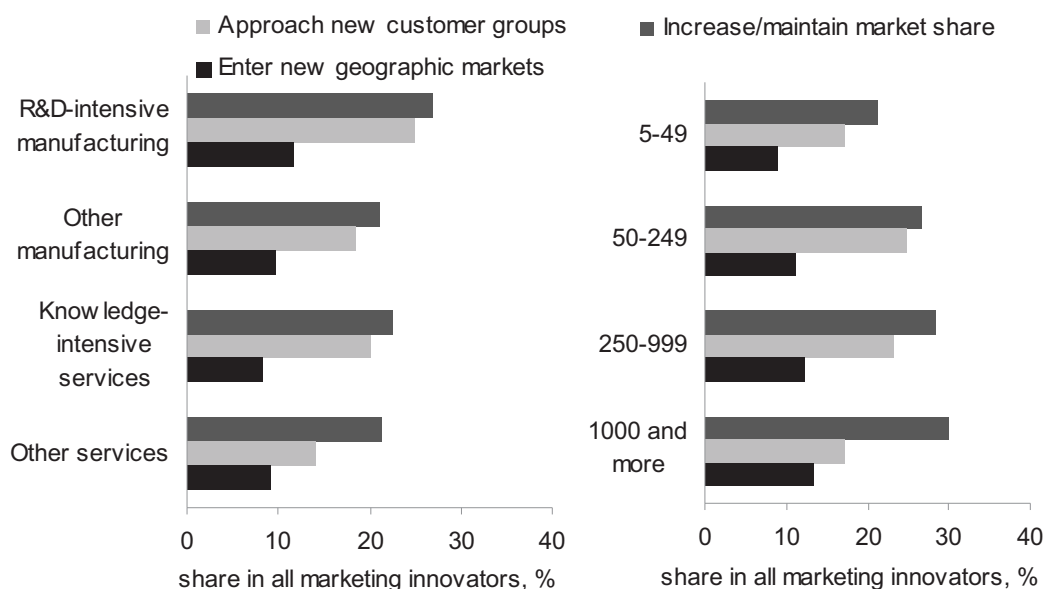 Approach new customer groups
Increase/maintain market share
Enter new geographic markets
R&D-intensive
manufacturing
Other
manufacturing
Knowledge-
intensive
services
Other services
0 10 20 30 40
share in all marketing innovators, %
5-49
50-249
250-999
1000 and
more
0 10 20 30 40
share in all marketing innovators, %